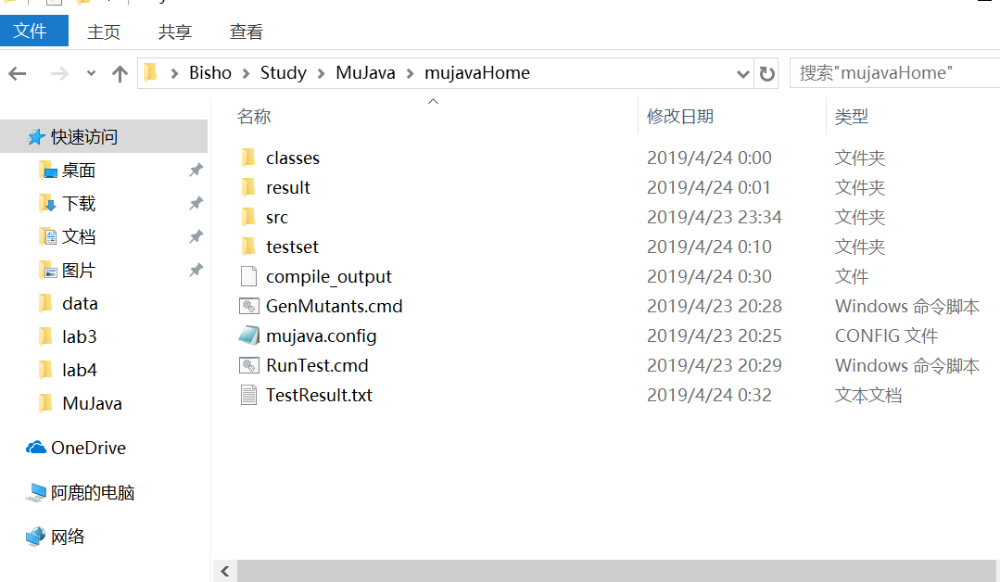 文件 主页 共享 查看
Bisho Study MuJava mujavaHome 搜索"mujavaHome"
名称 修改日期 类型
快速访问
桌面
下载
文档
图片
data
lab3
lab4
MuJava
OneDrive
阿鹿的电脑
网络
classes 2019/4/24 0:00 文件夹
result 2019/4/24 0:01 文件夹
src 2019/4/23 23:34 文件夹
testset 2019/4/24 0:10 文件夹
compile_output 2019/4/24 0:30 文件
GenMutants.cmd 2019/4/23 20:28 Windows 命令脚本
mujava.config 2019/4/23 20:25 CONFIG 文件
RunTest.cmd 2019/4/23 20:29 Windows 命令脚本
TestResult.txt 2019/4/24 0:32 文本文档